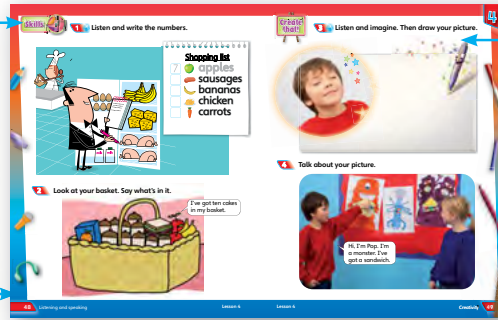 Skills
1 Listen and write the numbers.
Shopping list
7 apples
sausages
bananas
chicken
carrots
2 Look at your basket. Say what's in it.
I've got ten cakes
in my basket.
48 Listening and speaking Lesson 4
Create
that!
3 Listen and imagine. Then draw your picture.
4 Talk about your picture.
Hi, I'm Pop. I'm
a monster. I've
got a sandwich.
Lesson 4 Creativity 49
4